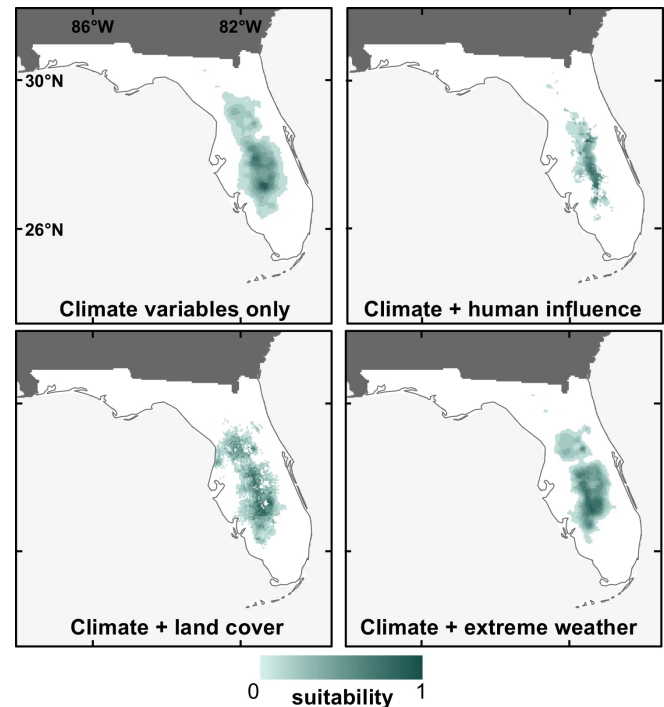 86°W 82°W
30°N
26°N
Climate variables only
Climate + human influence
Climate + land cover
Climate + extreme weather
0 1
suitability